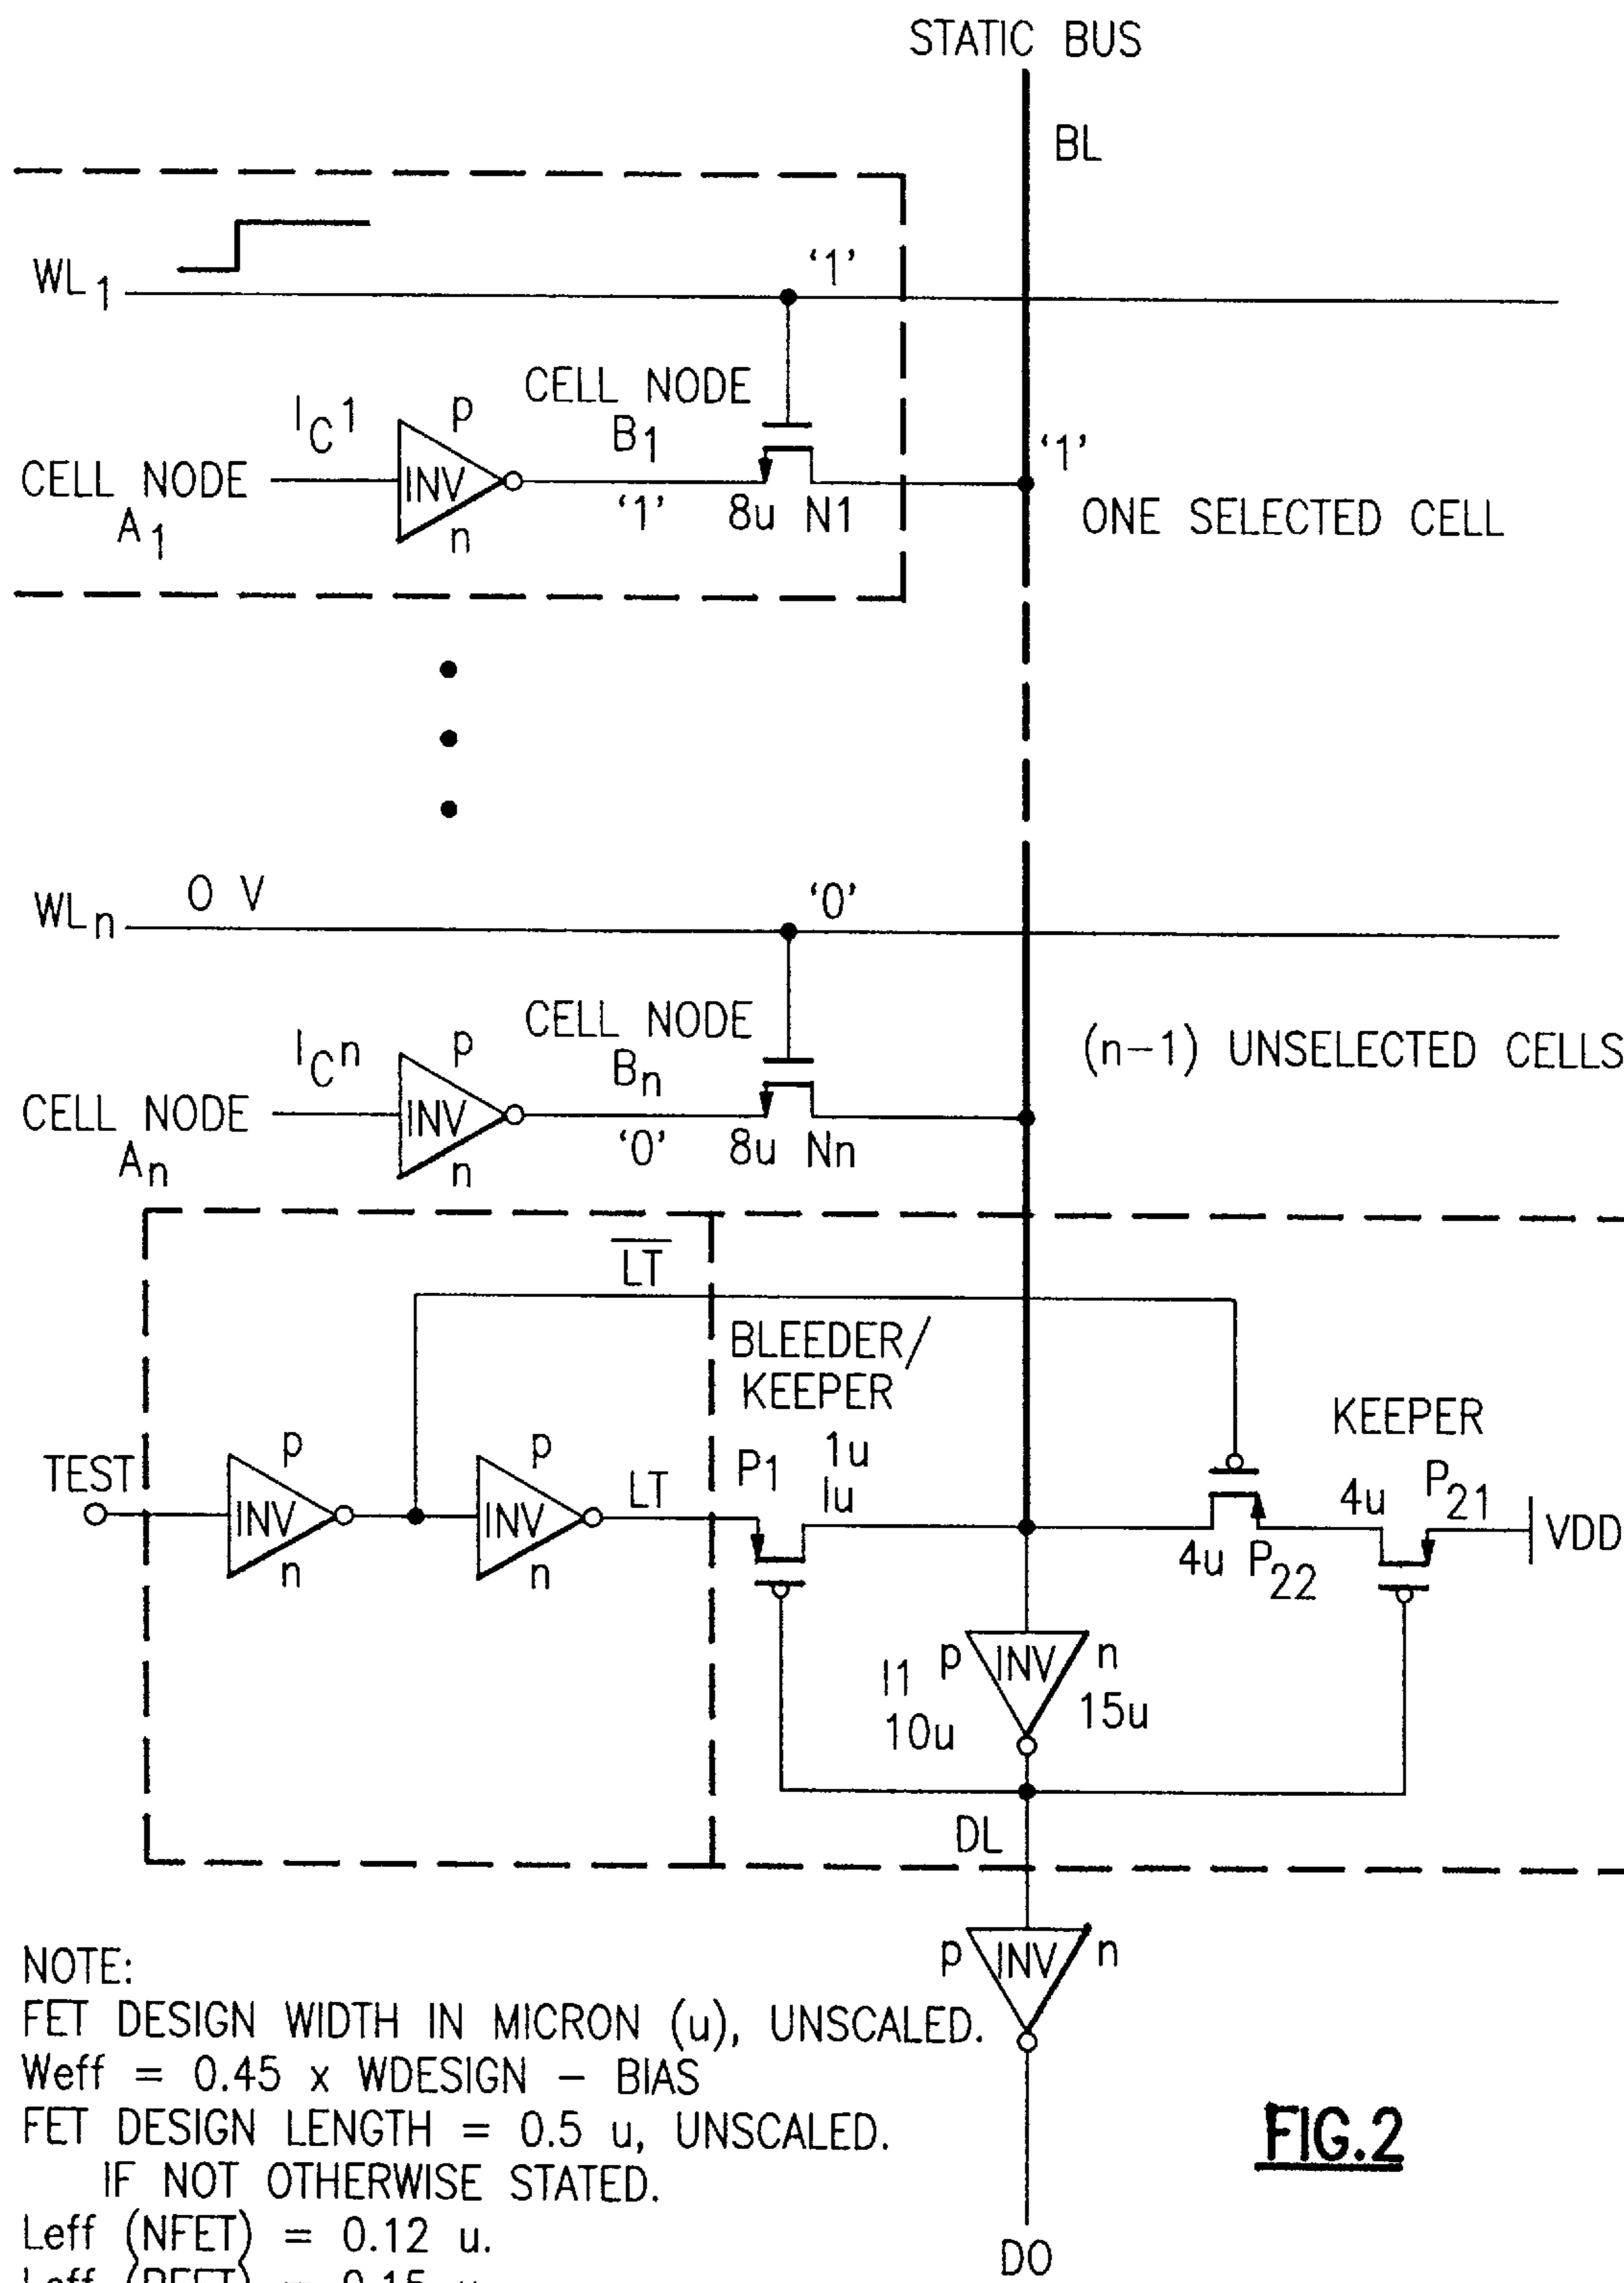 STATIC BUS
BL
WL1
'1'
CELL NODE
B1
IC1
p
INV
n
CELL NODE
A1
'1'
8u N1
'1'
ONE SELECTED CELL
WLn
0 V
'0'
CELL NODE
Bn
ICn
p
INV
n
CELL NODE
An
'0'
8u Nn
(n-1) UNSELECTED CELLS
L̅T̅
BLEEDER/
KEEPER
KEEPER
TEST
p
INV
n
p
INV
n
LT
P1
1u
1u
4u P22
4u P21
VDD
I1
10u
p INV n
15u
DL
p INV n
NOTE:
FET DESIGN WIDTH IN MICRON (u), UNSCALED.
Weff = 0.45 x WDESIGN - BIAS
FET DESIGN LENGTH = 0.5 u, UNSCALED.
IF NOT OTHERWISE STATED.
Leff (NFET) = 0.12 u.
DO
FIG.2